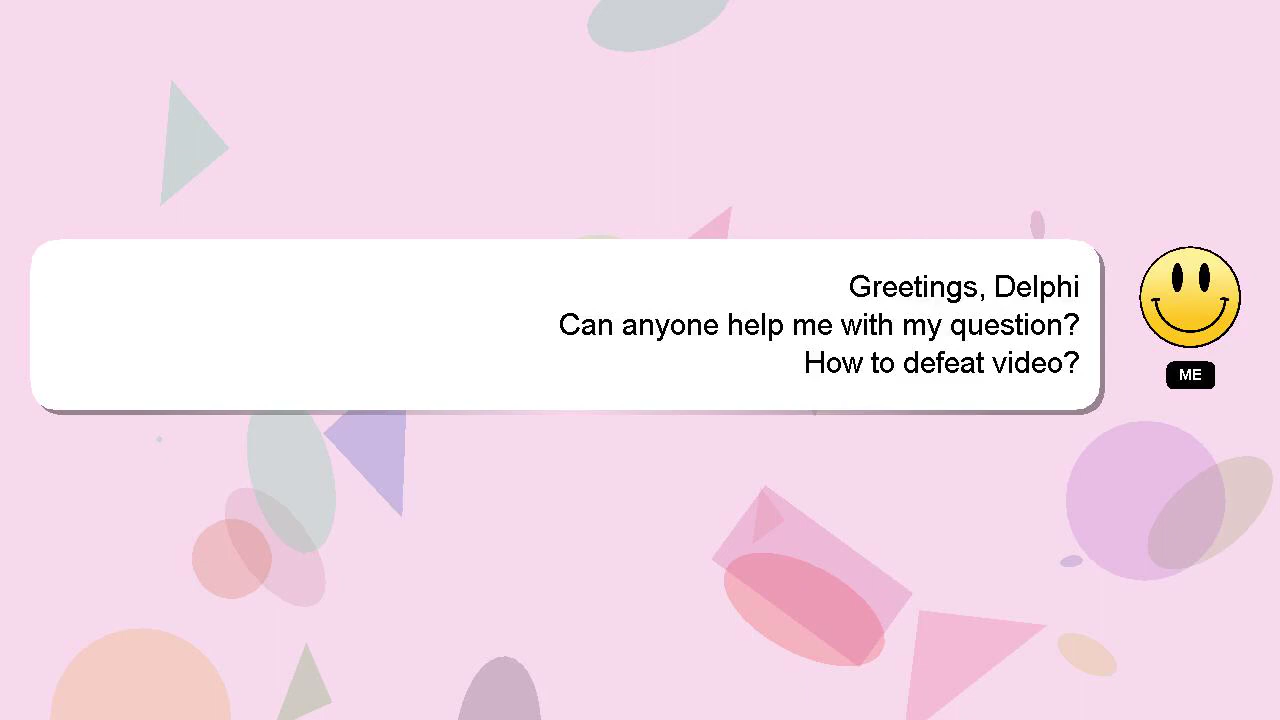 Greetings, Delphi
Can anyone help me with my question?
How to defeat video?
ME